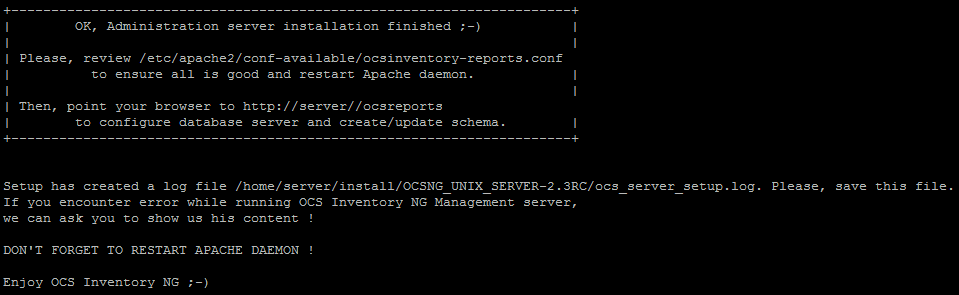 +----------------------------------------------------------------------+
|        OK, Administration server installation finished ;-)           |
|                                                                      |
| Please, review /etc/apache2/conf-available/ocsinventory-reports.conf
|          to ensure all is good and restart Apache daemon.            |
|                                                                      |
| Then, point your browser to http://server//ocsreports
|        to configure database server and create/update schema.        |
+----------------------------------------------------------------------+
Setup has created a log file /home/server/install/OCSNG_UNIX_SERVER-2.3RC/ocs_server_setup.log. Please, save this file.
If you encounter error while running OCS Inventory NG Management server,
we can ask you to show us his content !
DON'T FORGET TO RESTART APACHE DAEMON !
Enjoy OCS Inventory NG ;-)